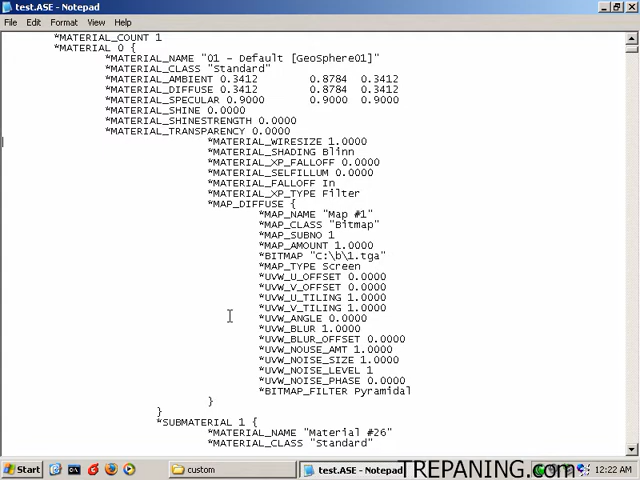 test.ASE - Notepad
File Edit Format View Help
*MATERIAL_COUNT 1
*MATERIAL 0 {
*MATERIAL_NAME "01 - Default [GeoSphere01]"
*MATERIAL_CLASS "Standard"
*MATERIAL_AMBIENT 0.3412 0.8784 0.3412
*MATERIAL_DIFFUSE 0.3412 0.8784 0.3412
*MATERIAL_SPECULAR 0.9000 0.9000 0.9000
*MATERIAL_SHINE 0.0000
*MATERIAL_SHINESTRENGTH 0.0000
*MATERIAL_TRANSPARENCY 0.0000
*MATERIAL_WIRESIZE 1.0000
*MATERIAL_SHADING Blinn
*MATERIAL_XP_FALLOFF 0.0000
*MATERIAL_SELFILLUM 0.0000
*MATERIAL_FALLOFF In
*MATERIAL_XP_TYPE Filter
*MAP_DIFFUSE {
*MAP_NAME "Map #1"
*MAP_CLASS "Bitmap"
*MAP_SUBNO 1
*MAP_AMOUNT 1.0000
*BITMAP "C:\b\1.tga"
*MAP_TYPE Screen
*UVW_U_OFFSET 0.0000
*UVW_V_OFFSET 0.0000
*UVW_U_TILING 1.0000
*UVW_V_TILING 1.0000
*UVW_ANGLE 0.0000
*UVW_BLUR 1.0000
*UVW_BLUR_OFFSET 0.0000
*UVW_NOUSE_AMT 1.0000
*UVW_NOISE_SIZE 1.0000
*UVW_NOISE_LEVEL 1
*UVW_NOISE_PHASE 0.0000
*BITMAP_FILTER Pyramidal
}
}
*SUBMATERIAL 1 {
*MATERIAL_NAME "Material #26"
*MATERIAL_CLASS "Standard"
Start custom test.ASE - Notepad 12:22 AM
TREPANING.com